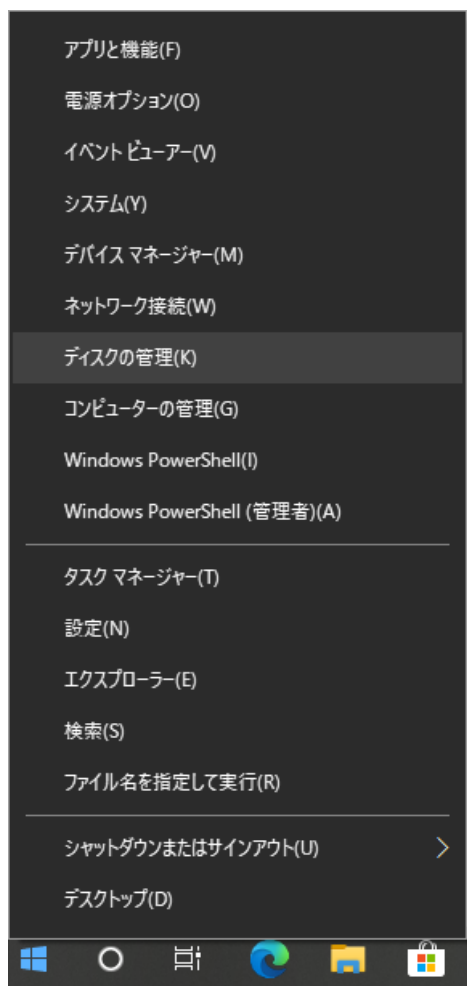 アプリと機能(F)
電源オプション(O)
イベント ビューアー(V)
システム(Y)
デバイス マネージャー(M)
ネットワーク接続(W)
ディスクの管理(K)
コンピューターの管理(G)
Windows PowerShell(I)
Windows PowerShell (管理者)(A)
タスク マネージャー(T)
設定(N)
エクスプローラー(E)
検索(S)
ファイル名を指定して実行(R)
シャットダウンまたはサインアウト(U)
デスクトップ(D)